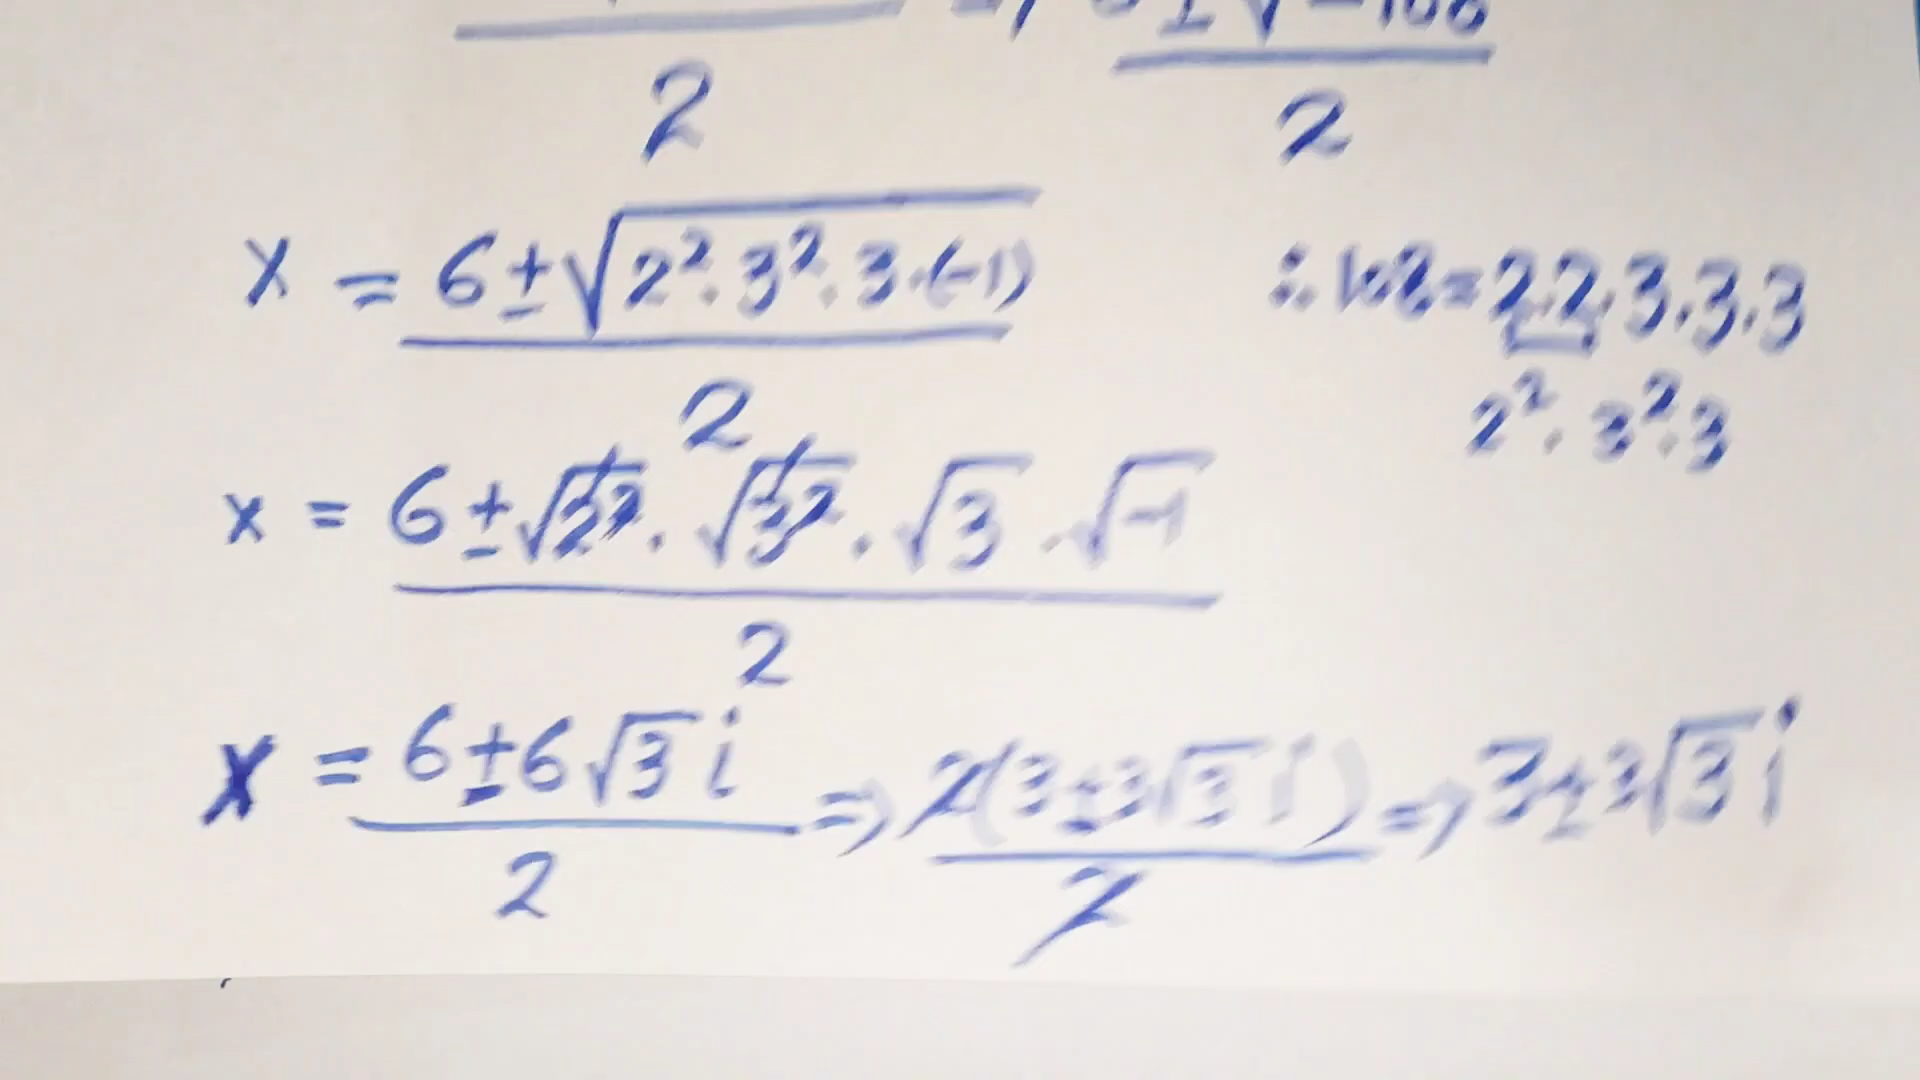 2 2
x = 6 ± √2². 3². 3 .(-1) ∴ 108 = 2.2.3.3.3
2 2². 3². 3
x = 6 ± √2² . √3² . √3 . √-1
2
x = 6 ± 6 √3 i => 2(3 ± 3√3 i) => 3 ± 3√3 i
2 2